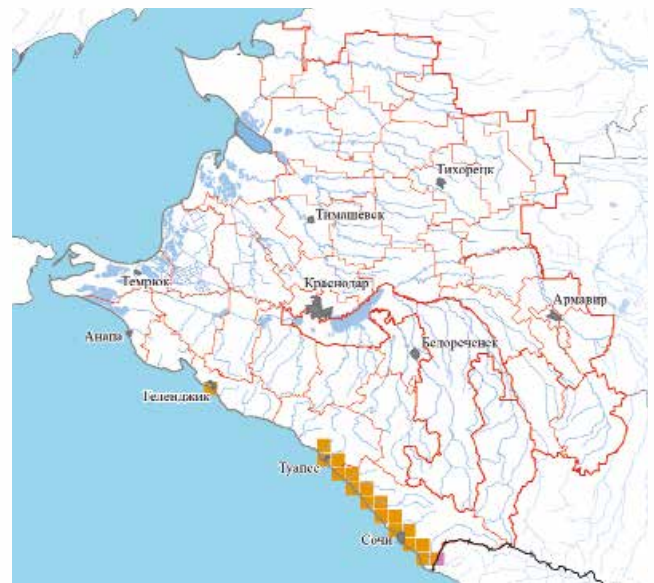 Тихорецк
Тимашевск
Темрюк
Краснодар
Армавир
Анапа
Белореченск
Геленджик
Туапсе
Сочи